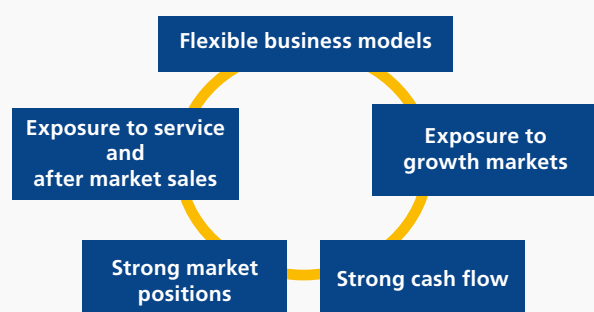 Flexible business models
Exposure to service
and
after market sales
Exposure to
growth markets
Strong market
positions
Strong cash flow